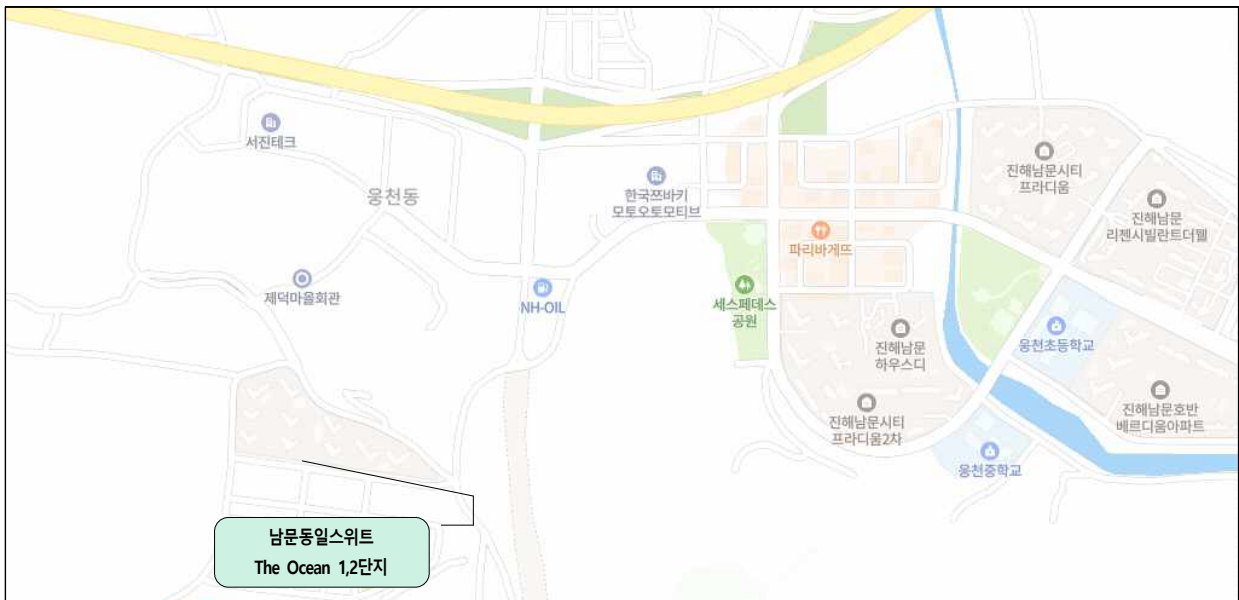 서진테크
웅천동
한국쯔바키
모토오토모티브
제덕마을회관
NH-OIL
파리바게뜨
세스페데스
공원
진해남문시티
프라디움
진해남문
리젠시빌란트더웰
진해남문
하우스디
웅천초등학교
진해남문시티
프라디움2차
진해남문호반
베르디움아파트
웅천중학교
남문동일스위트
The Ocean 1,2단지